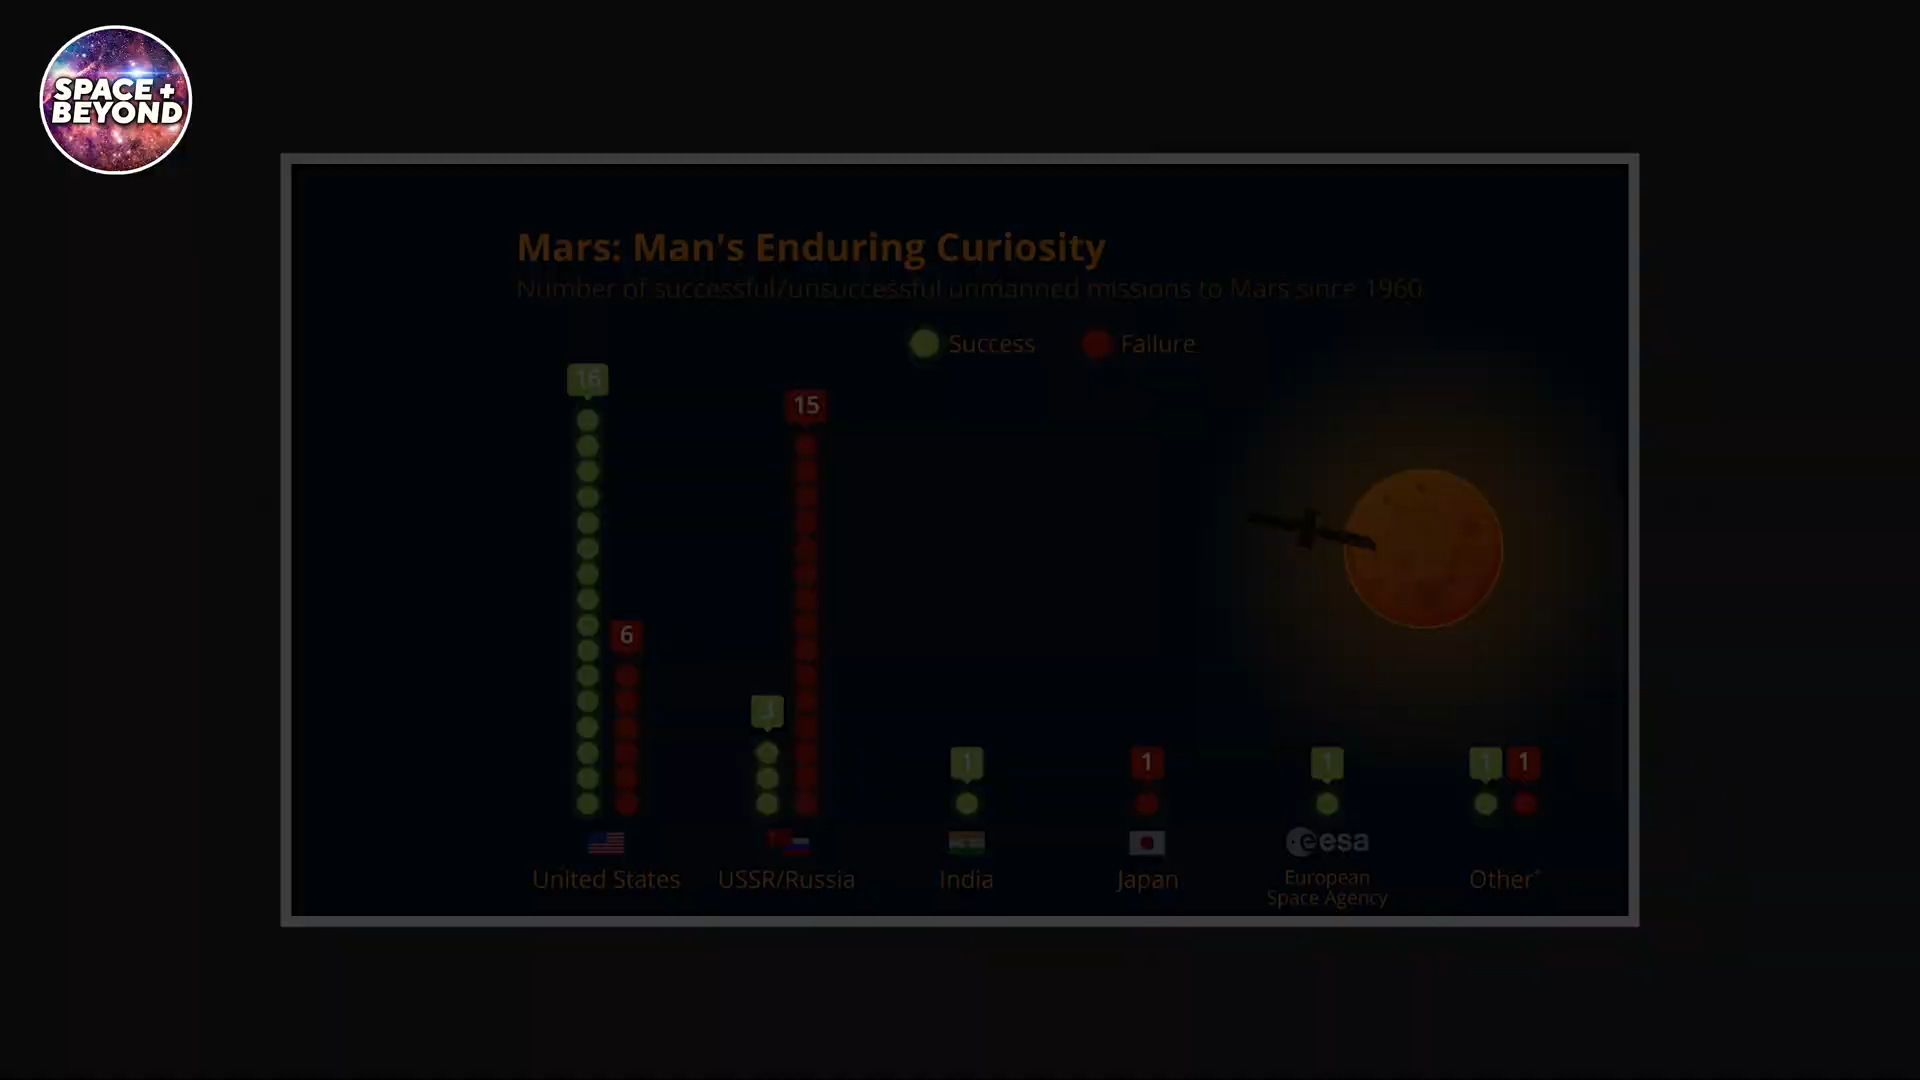 SPACE +
BEYOND
Mars: Man's Enduring Curiosity
Number of successful/unsuccessful unmanned missions to Mars since 1960
Success Failure
16
15
6
3
1 1 1 1 1
esa
United States USSR/Russia India Japan European Space Agency Other*